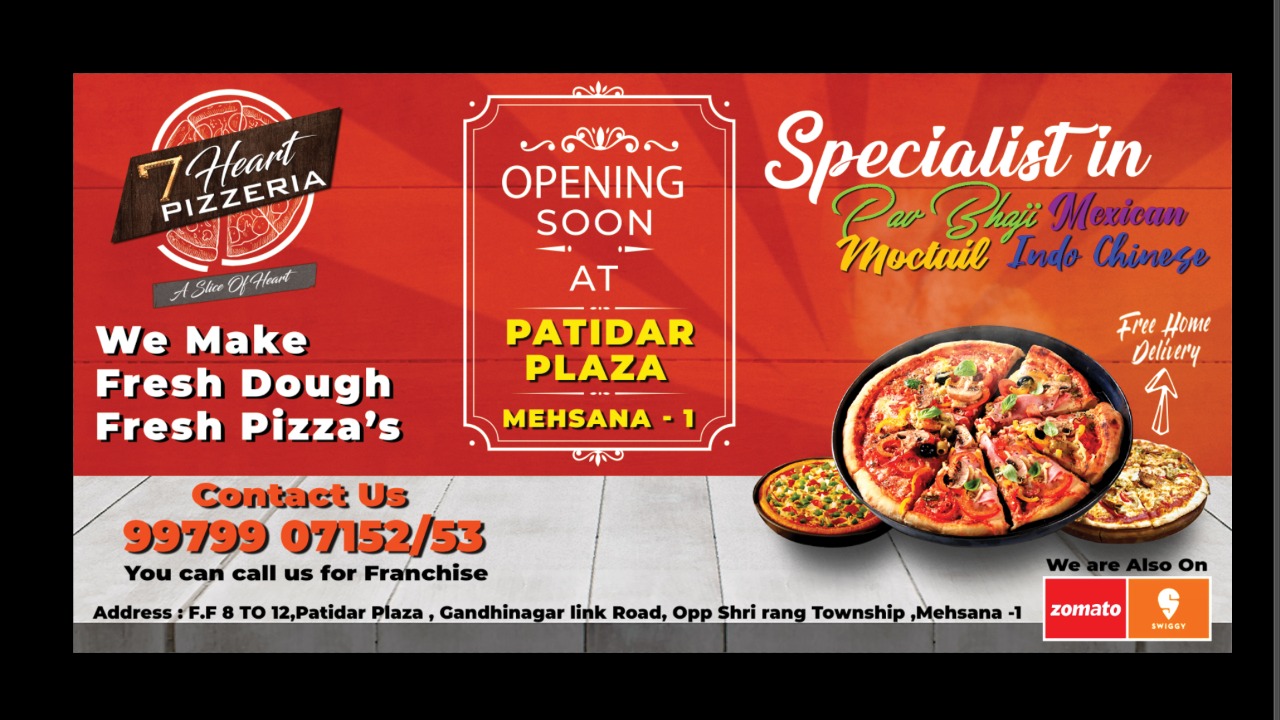 7 Heart
PIZZERIA
A Slice Of Heart
We Make
Fresh Dough
Fresh Pizza's
OPENING
SOON
AT
PATIDAR
PLAZA
MEHSANA - 1
Specialist in
Pav Bhaji Mexican
Moctail Indo Chinese
Free Home
Delivery
Contact Us
99799 07152/53
You can call us for Franchise
Address : F.F 8 TO 12,Patidar Plaza , Gandhinagar link Road, Opp Shri rang Township ,Mehsana -1
We are Also On
zomato
SWIGGY